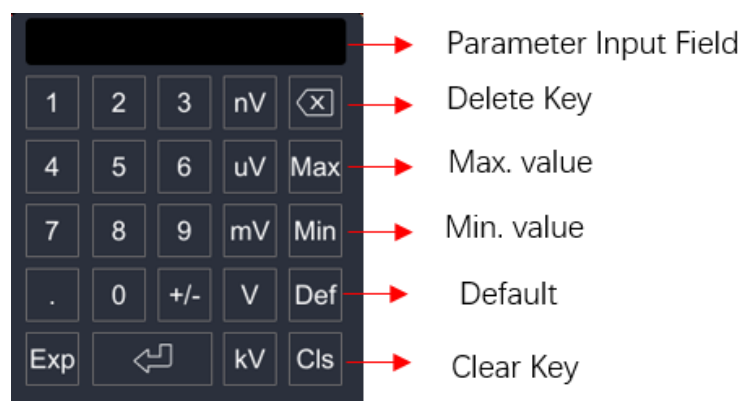 Parameter Input Field
1 2 3 nV Delete Key
4 5 6 uV Max Max. value
7 8 9 mV Min Min. value
. 0 +/- V Def Default
Exp kV Cls Clear Key